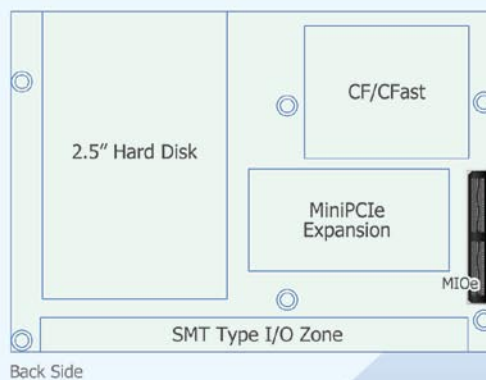 CF/CFast
2.5″ Hard Disk
MiniPCIe
Expansion
MIOe
SMT Type I/O Zone
Back Side